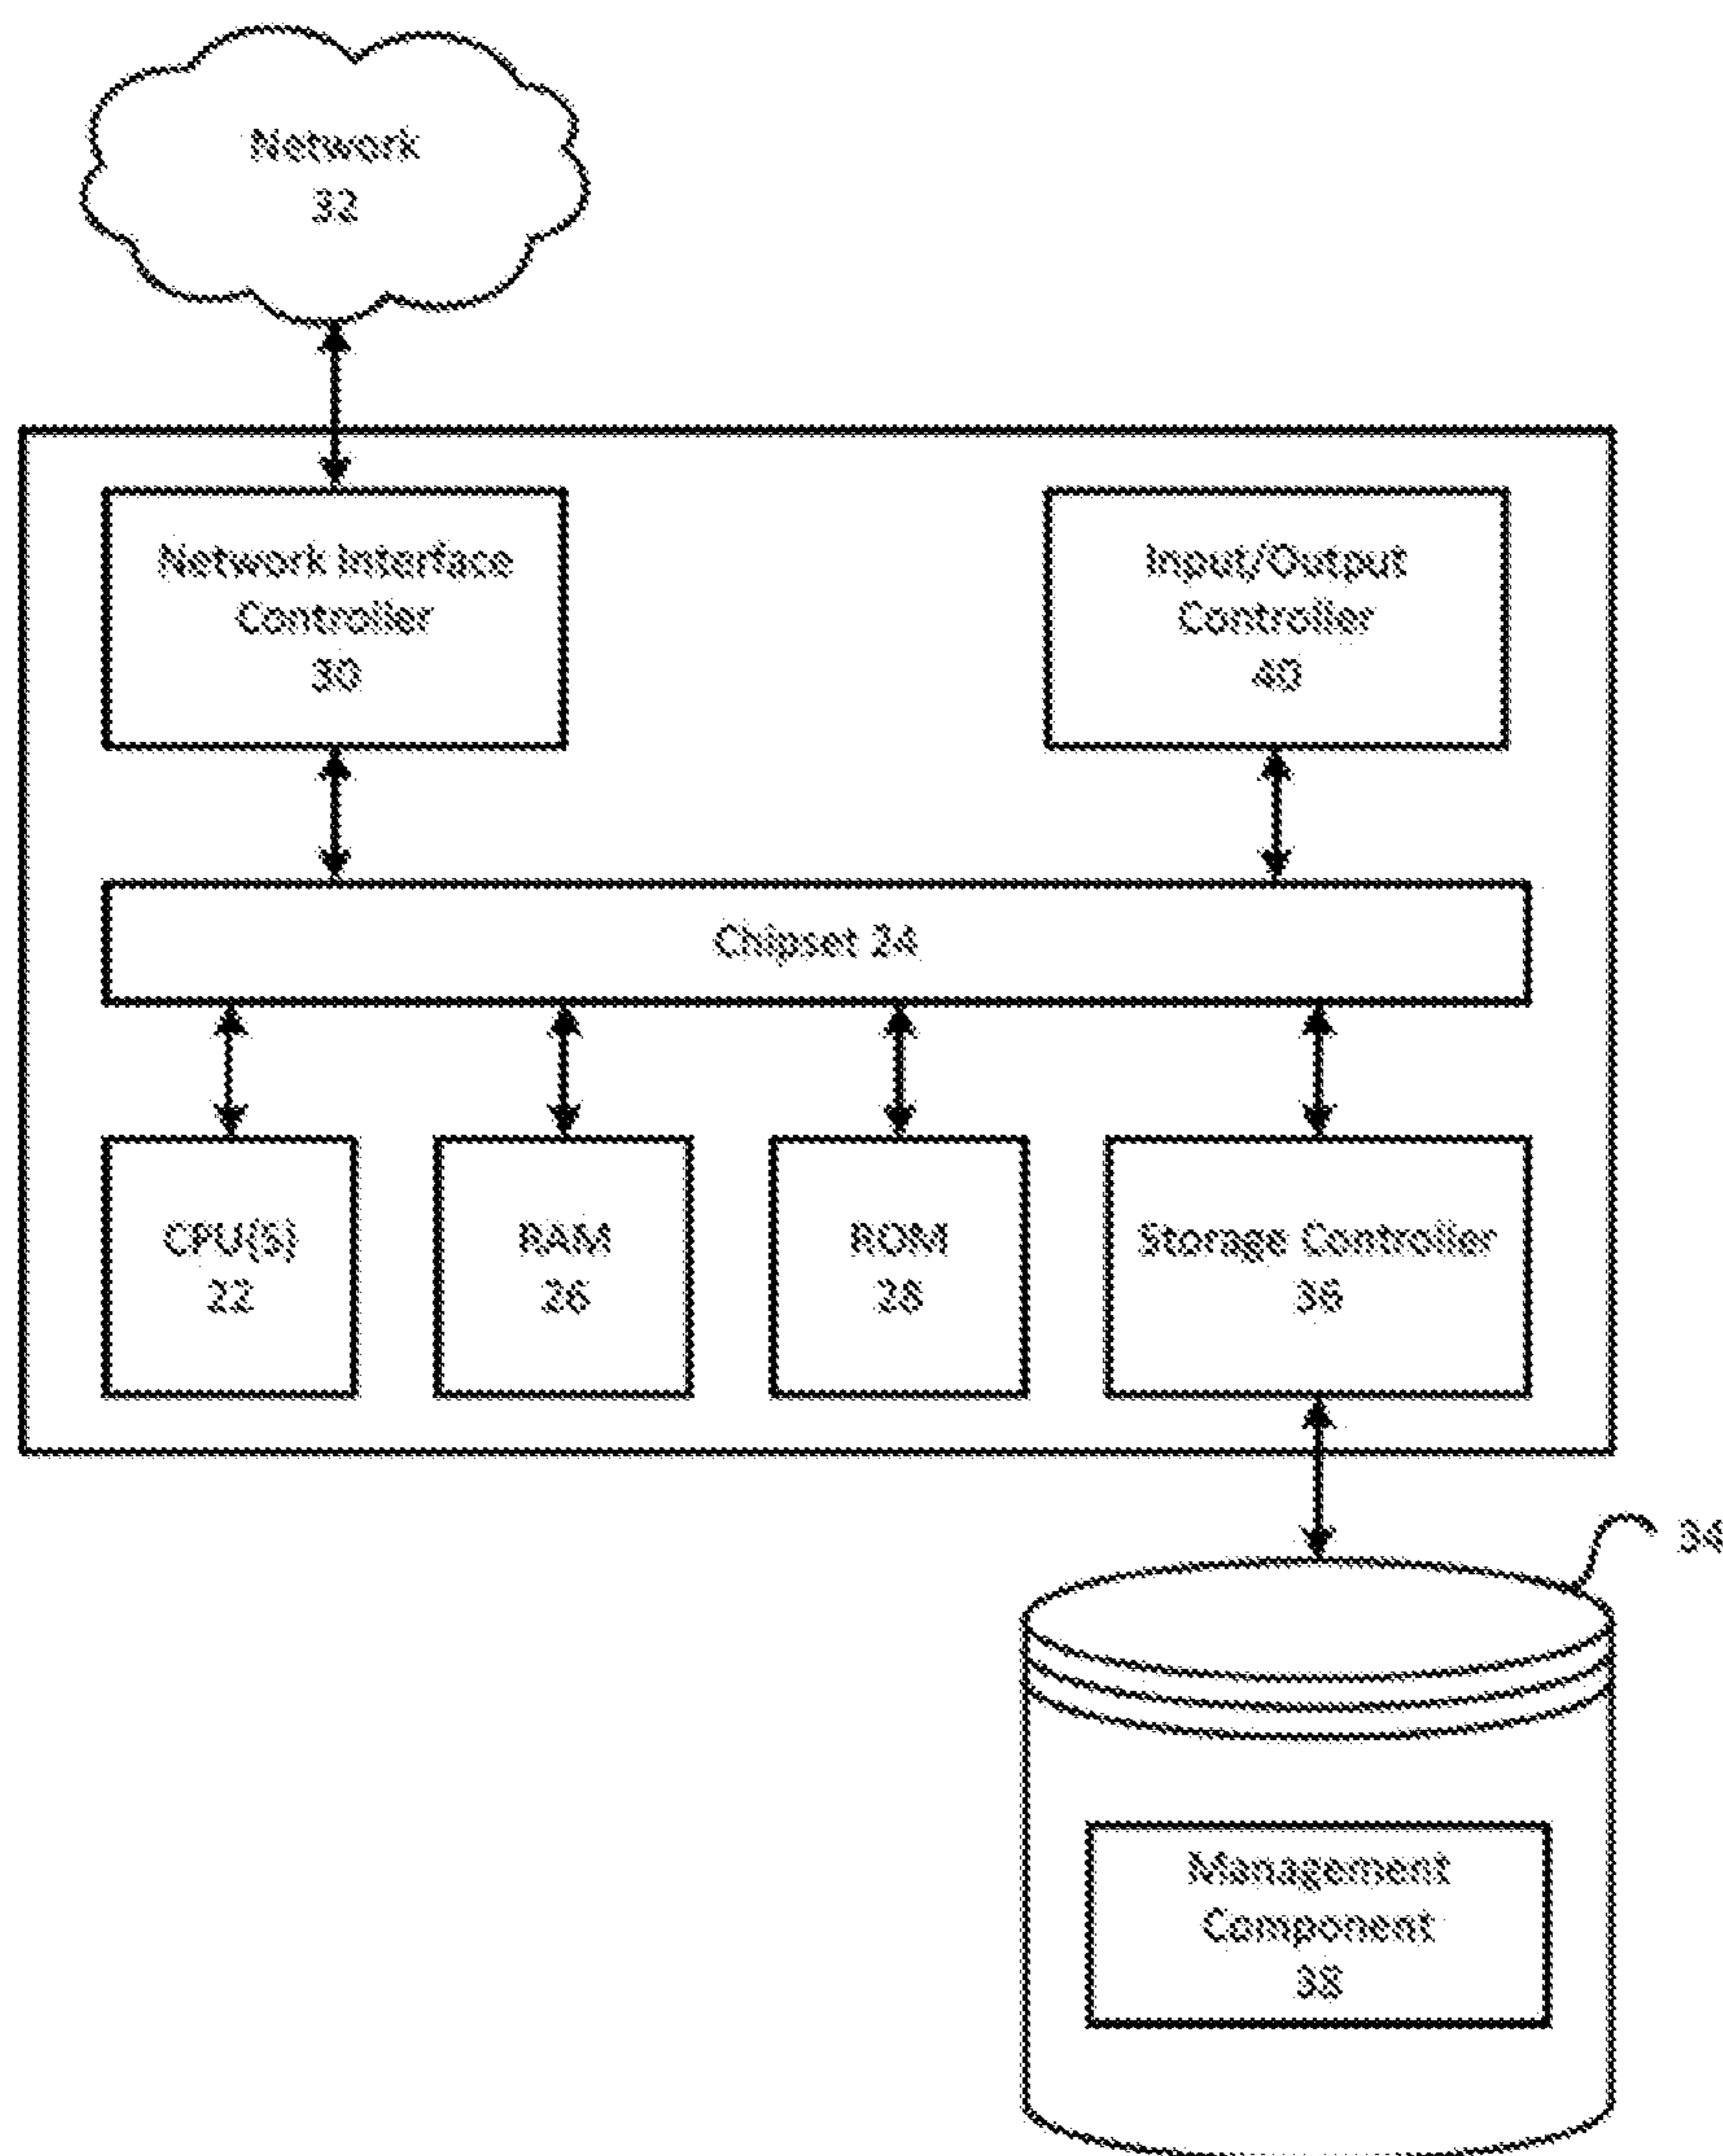 Network
32
Network Interface
Controller
30
Input/Output
Controller
40
Chipset 24
CPU(S)
22
RAM
26
ROM
28
Storage Controller
36
34
Management
Component
38